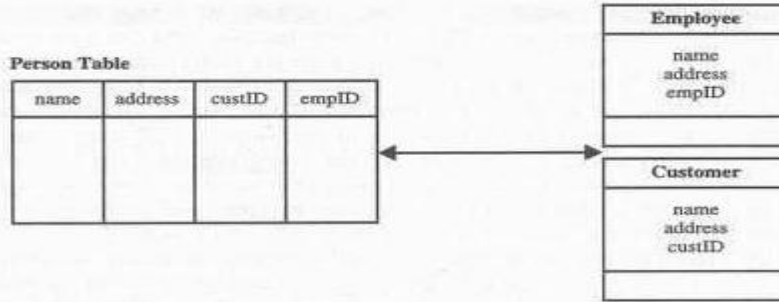 Person Table
name address custID empID
Employee
name
address
empID
Customer
name
address
custID